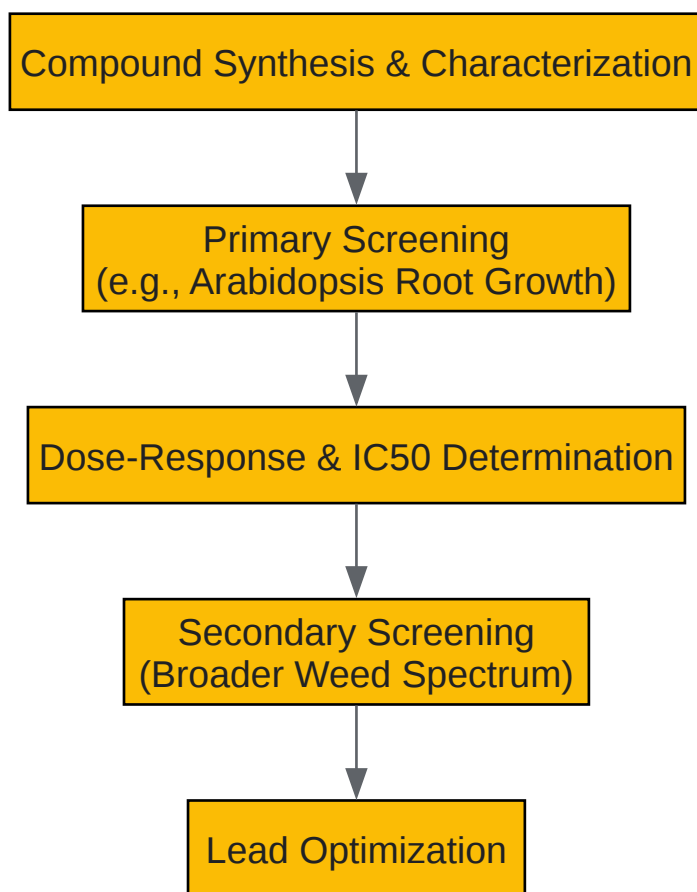 Compound Synthesis & Characterization
Primary Screening
(e.g., Arabidopsis Root Growth)
Dose-Response & IC50 Determination
Secondary Screening
(Broader Weed Spectrum)
Lead Optimization